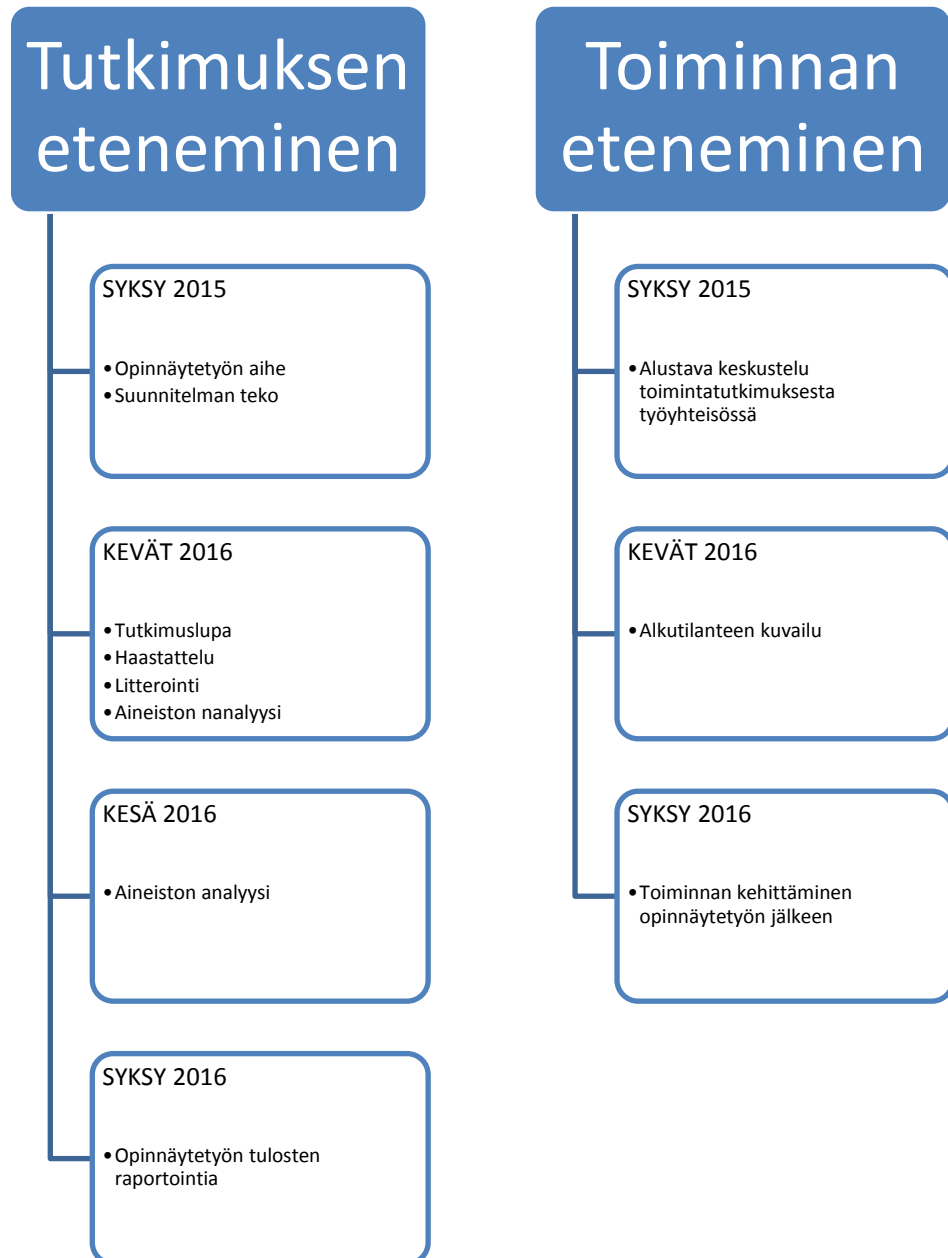 Tutkimuksen
eteneminen
SYKSY 2015
•Opinnäytetyön aihe
•Suunnitelman teko
KEVÄT 2016
•Tutkimuslupa
•Haastattelu
•Litterointi
•Aineiston nanalyysi
KESÄ 2016
•Aineiston analyysi
SYKSY 2016
•Opinnäytetyön tulosten
raportointia
Toiminnan
eteneminen
SYKSY 2015
•Alustava keskustelu
toimintatutkimuksesta
työyhteisössä
KEVÄT 2016
•Alkutilanteen kuvailu
SYKSY 2016
•Toiminnan kehittäminen
opinnäytetyön jälkeen